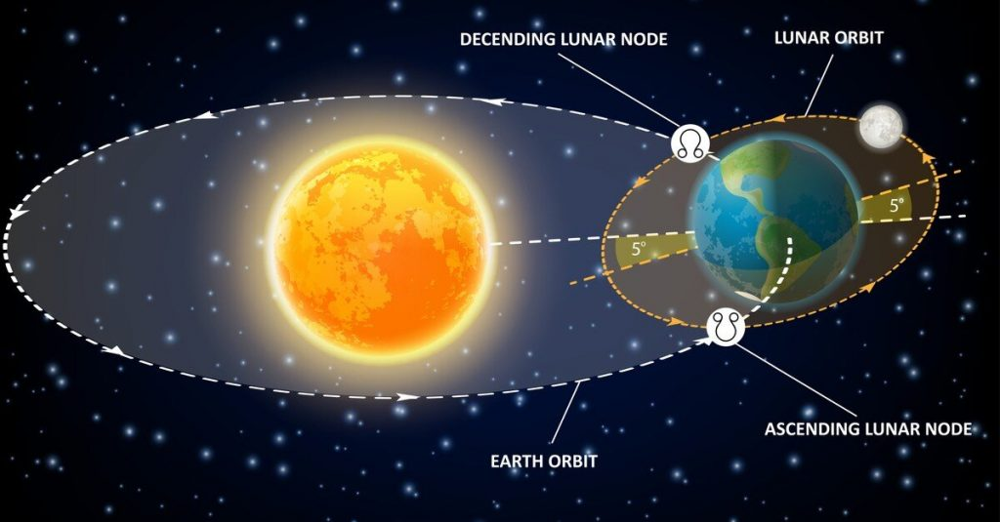 DECENDING LUNAR NODE
LUNAR ORBIT
5°
5°
EARTH ORBIT
ASCENDING LUNAR NODE